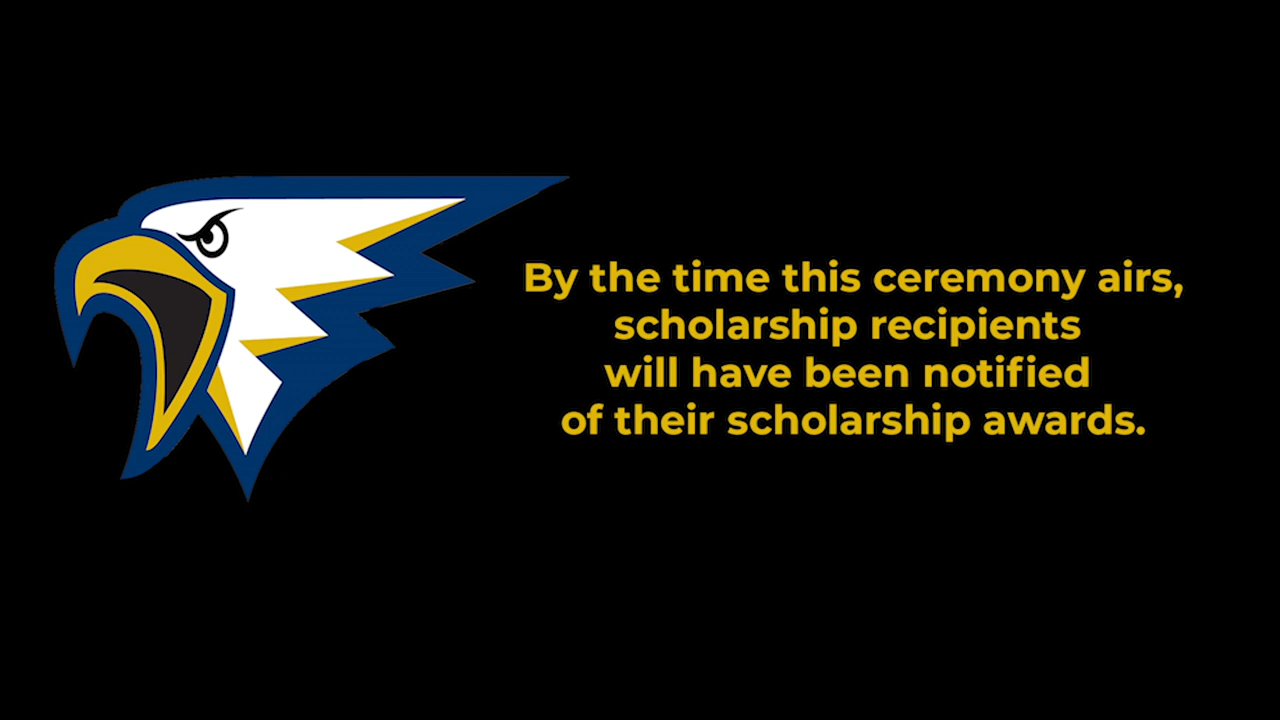 By the time this ceremony airs,
scholarship recipients
will have been notified
of their scholarship awards.